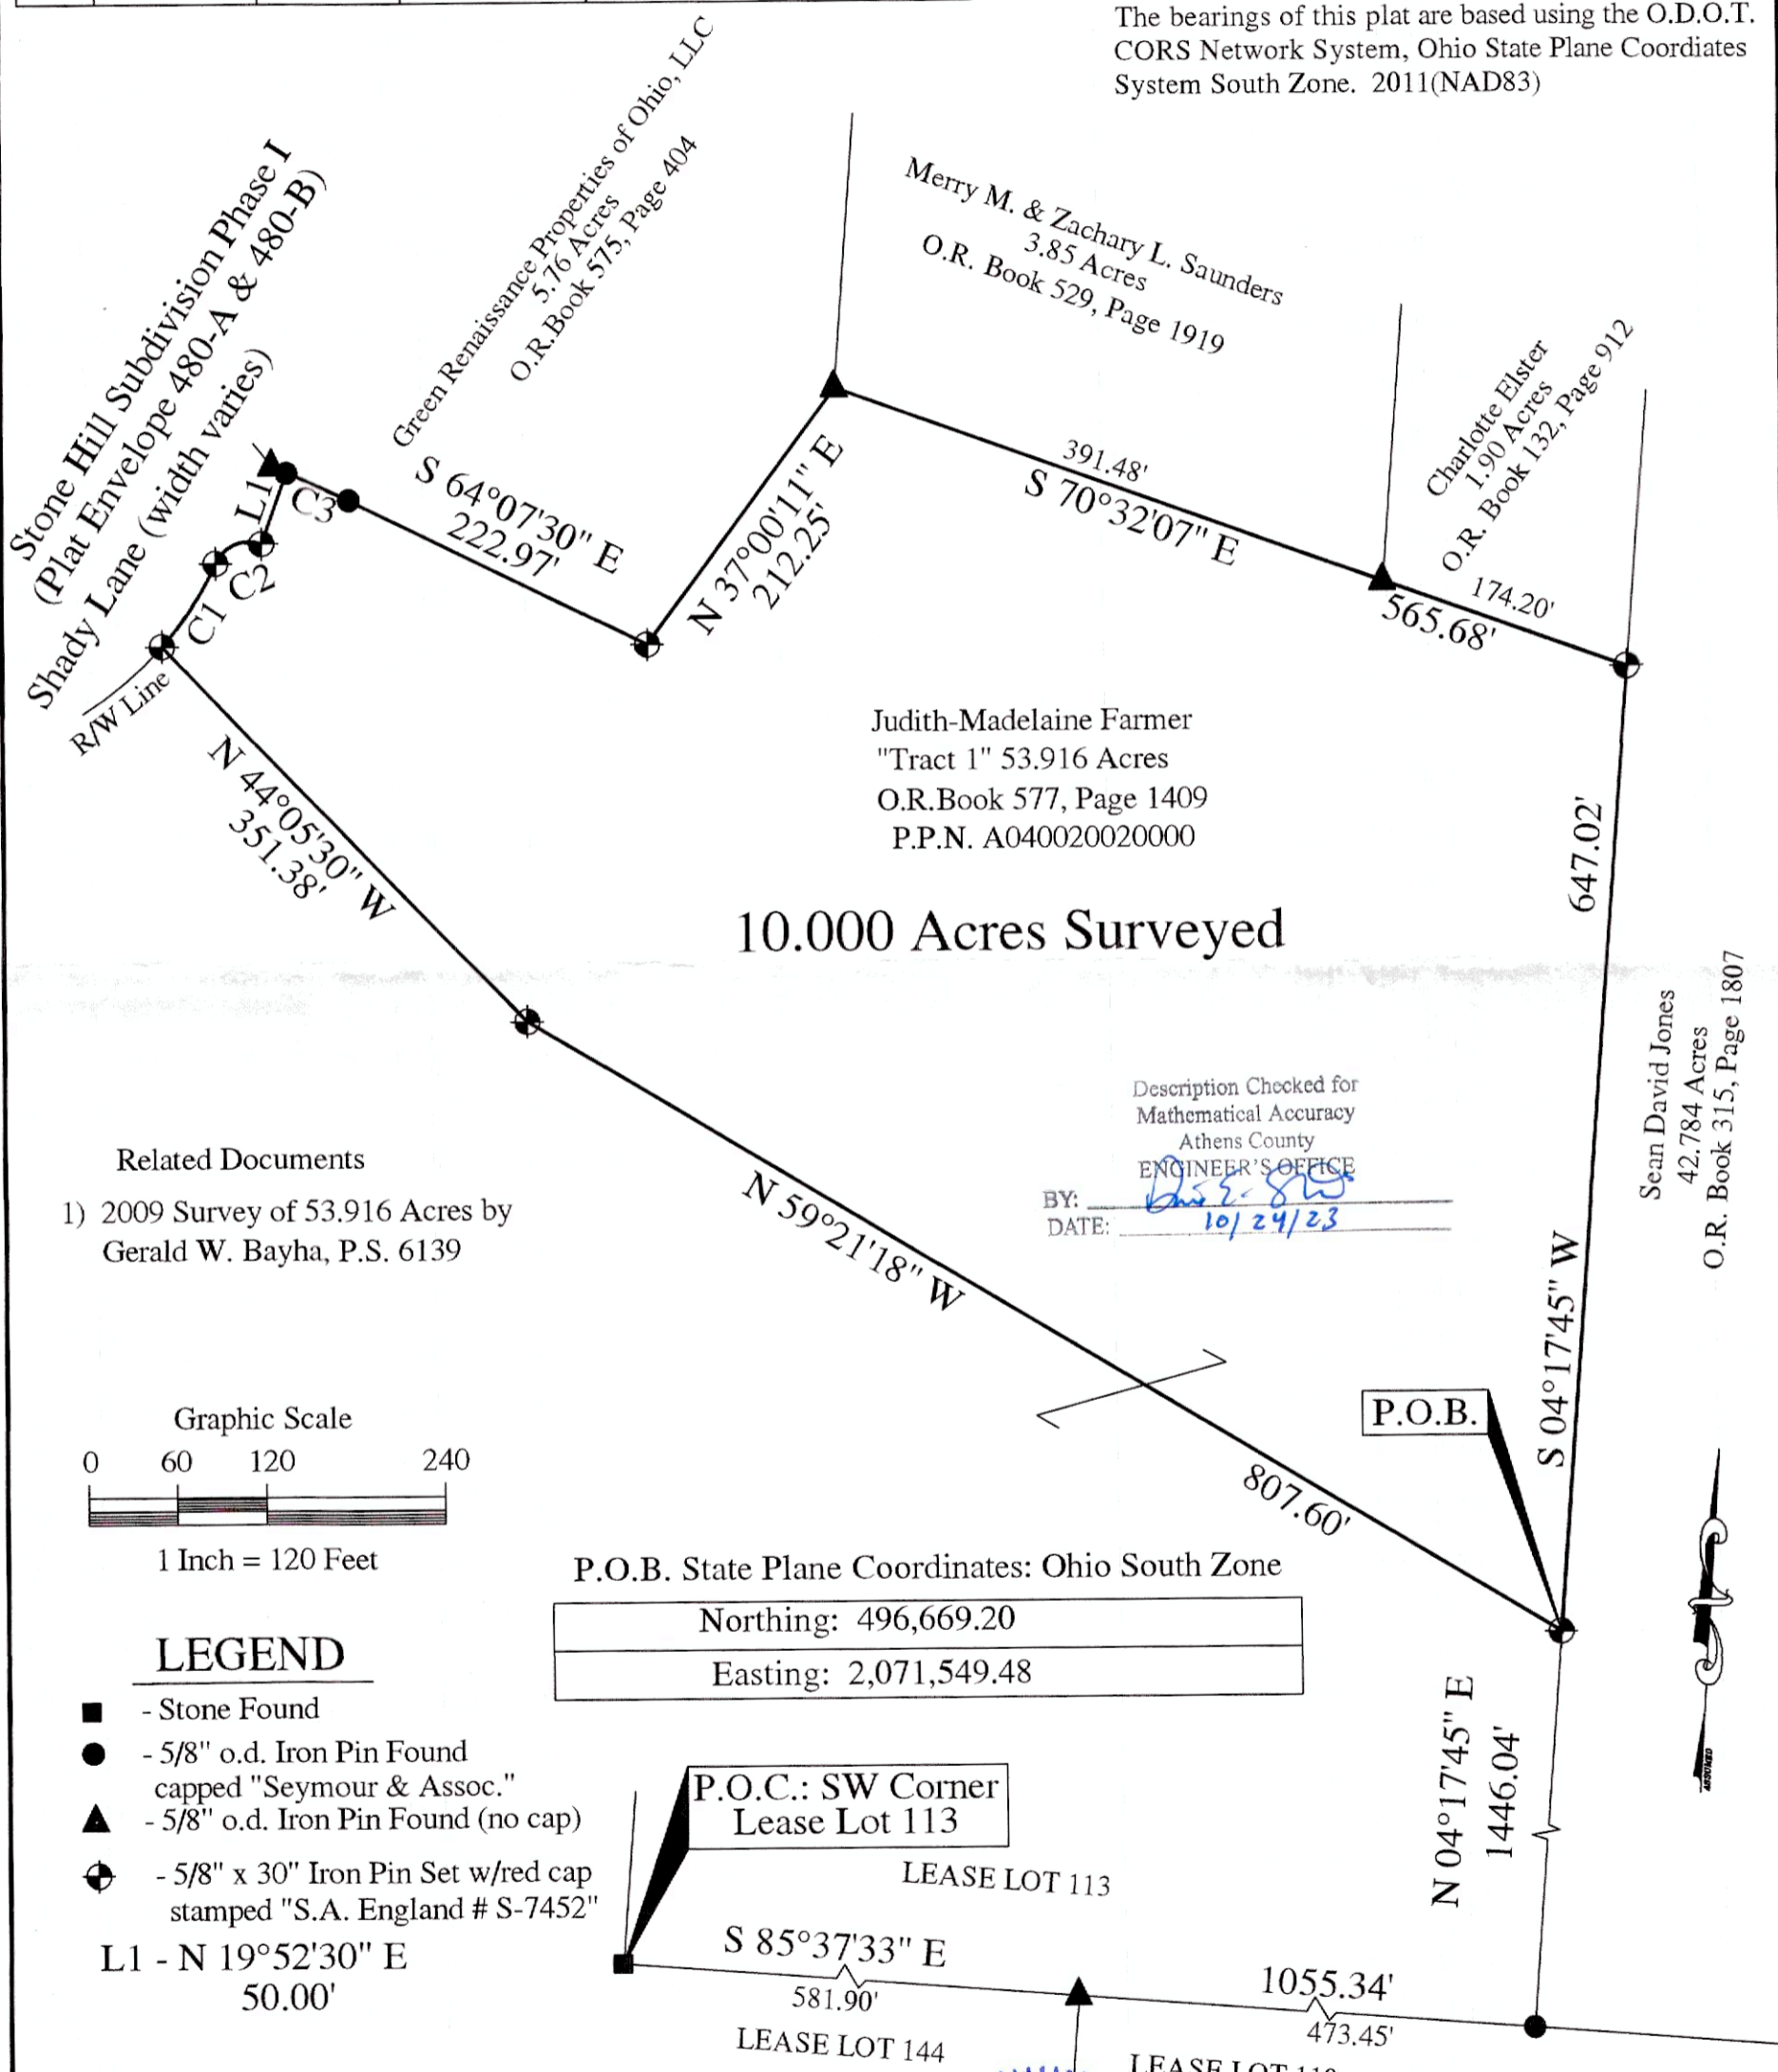 The bearings of this plat are based using the O.D.O.T.
CORS Network System, Ohio State Plane Coordiates
System South Zone. 2011(NAD83)
Stone Hill Subdivision Phase I
(Plat Envelope 480-A & 480-B)
Shady Lane (width varies)
R/W Line
Green Renaissance Properties of Ohio, LLC
5.76 Acres
O.R.Book 575, Page 404
Merry M. & Zachary L. Saunders
3.85 Acres
O.R. Book 529, Page 1919
Charlotte Elster
1.90 Acres
O.R. Book 132, Page 912
L1
C3
C2
C1
S 64°07'30" E
222.97'
N 37°00'11" E
212.25'
391.48'
S 70°32'07" E
174.20'
565.68'
Judith-Madelaine Farmer
"Tract 1" 53.916 Acres
O.R.Book 577, Page 1409
P.P.N. A040020020000
N 44°05'30" W
351.38'
10.000 Acres Surveyed
647.02'
S 04°17'45" W
Sean David Jones
42.784 Acres
O.R. Book 315, Page 1807
Description Checked for
Mathematical Accuracy
Athens County
ENGINEER'S OFFICE
BY:
DATE: 10/24/23
Related Documents
1) 2009 Survey of 53.916 Acres by
Gerald W. Bayha, P.S. 6139
N 59°21'18" W
807.60'
P.O.B.
Graphic Scale
0 60 120 240
1 Inch = 120 Feet
P.O.B. State Plane Coordinates: Ohio South Zone
Northing: 496,669.20
Easting: 2,071,549.48
LEGEND
- Stone Found
- 5/8" o.d. Iron Pin Found
capped "Seymour & Assoc."
- 5/8" o.d. Iron Pin Found (no cap)
- 5/8" x 30" Iron Pin Set w/red cap
stamped "S.A. England # S-7452"
L1 - N 19°52'30" E
50.00'
P.O.C.: SW Corner
Lease Lot 113
LEASE LOT 113
N 04°17'45" E
1446.04'
ASSUMED
S 85°37'33" E
581.90'
1055.34'
473.45'
LEASE LOT 144
LEASE LOT